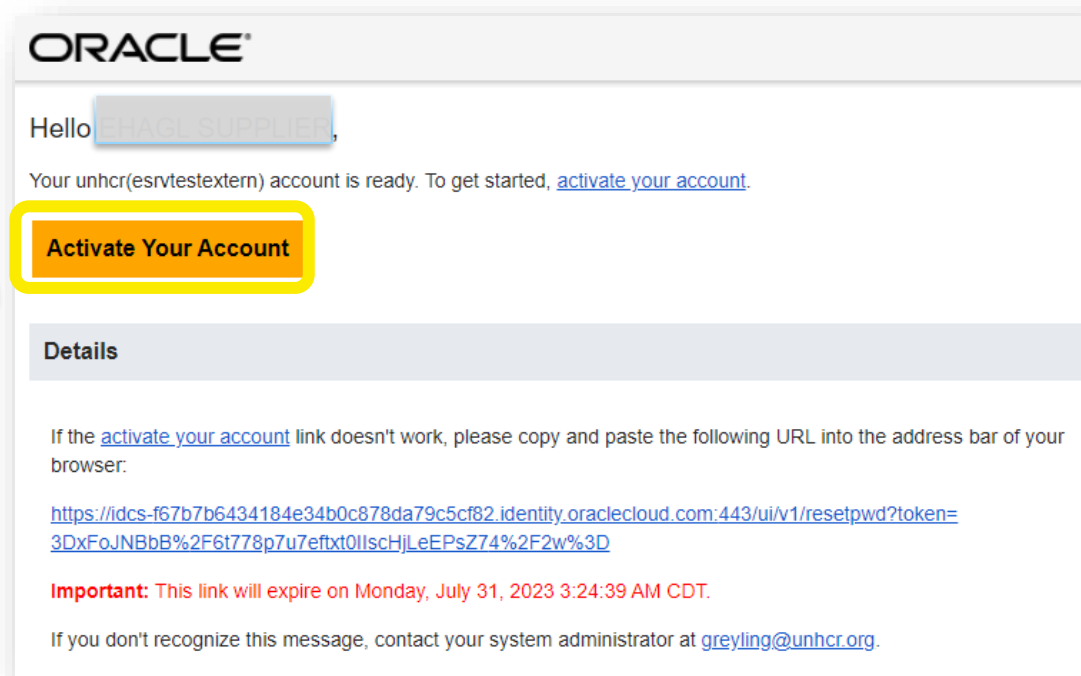 ORACLE
Hello EHAGL SUPPLIER,
Your unhcr(esrvtestextern) account is ready. To get started, activate your account.
Activate Your Account
Details
If the activate your account link doesn't work, please copy and paste the following URL into the address bar of your
browser:
https://idcs-f67b7b6434184e34b0c878da79c5cf82.identity.oraclecloud.com:443/ui/v1/resetpwd?token=
3DxFoJNBbB%2F6t778p7u7eftxt0IIscHjLeEPsZ74%2F2w%3D
Important: This link will expire on Monday, July 31, 2023 3:24:39 AM CDT.
If you don't recognize this message, contact your system administrator at greyling@unhcr.org.